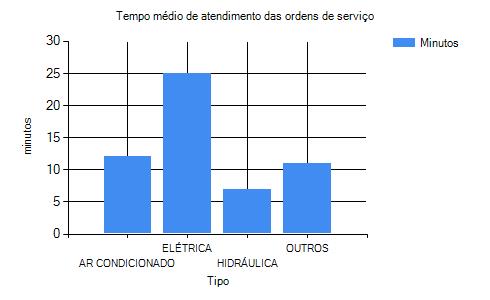 Tempo médio de atendimento das ordens de serviço
Minutos
30
25
20
15
10
5
0
minutos
ELÉTRICA
OUTROS
AR CONDICIONADO
HIDRÁULICA
Tipo